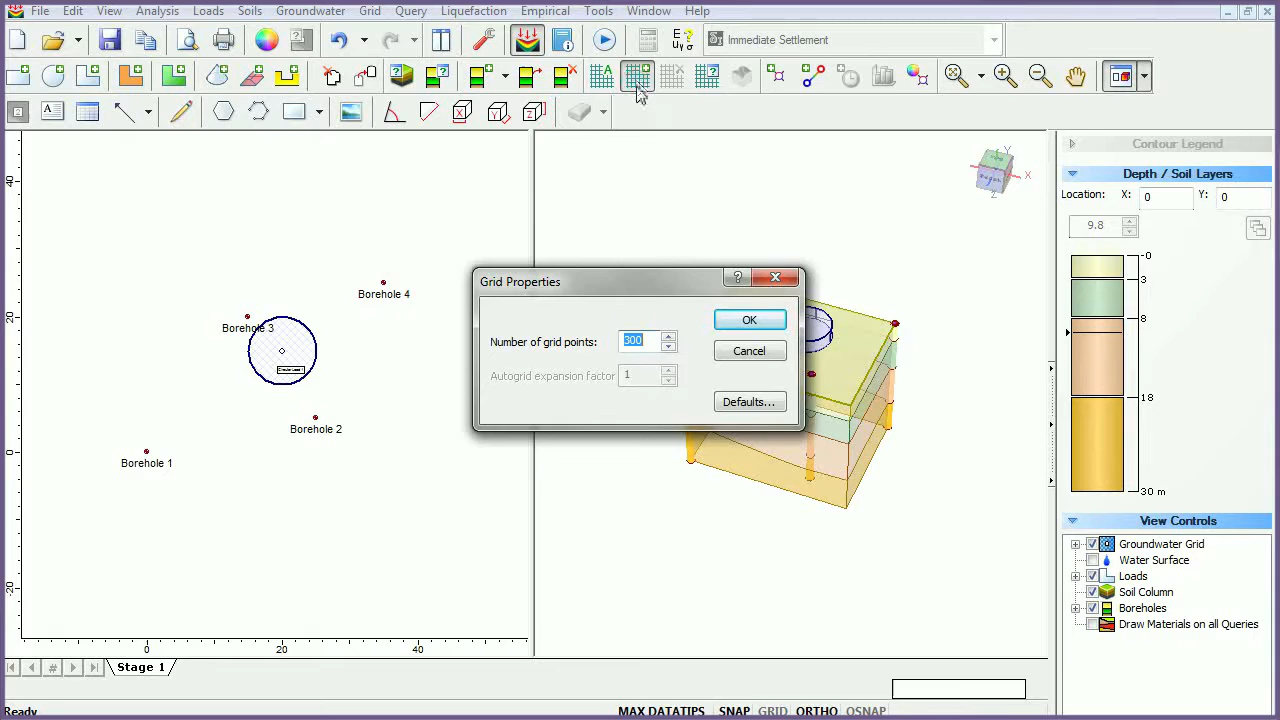 File Edit View Analysis Loads Soils Groundwater Grid Query Liquefaction Empirical Tools Window Help
Immediate Settlement
Contour Legend
Depth / Soil Layers
Location: X: 0 Y: 0
9.8
0
3
8
18
30 m
40
20
0
-20
Borehole 4
Borehole 3
Borehole 2
Borehole 1
0 20 40
Grid Properties
Number of grid points: 300
Autogrid expansion factor 1
OK
Cancel
Defaults...
View Controls
Groundwater Grid
Water Surface
Loads
Soil Column
Boreholes
Draw Materials on all Queries
Stage 1
Ready
MAX DATATIPS SNAP GRID ORTHO OSNAP